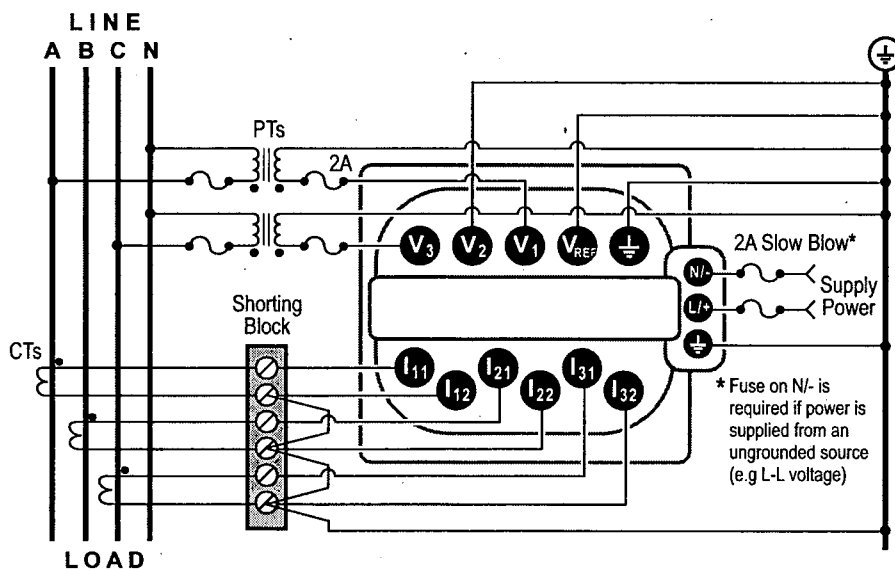 LINE
A B C N
PTs
2A
V3 V2 V1 VREF
2A Slow Blow*
N/-
L/+
Supply
Power
Shorting
Block
CTs
I11 I21 I31
I12 I22 I32
* Fuse on N/- is
required if power is
supplied from an
ungrounded source
(e.g L-L voltage)
LOAD